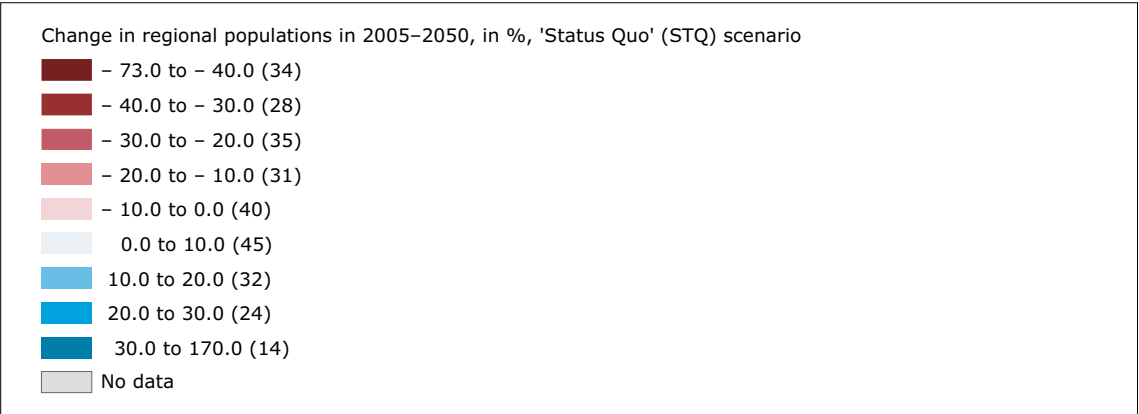 Change in regional populations in 2005–2050, in %, 'Status Quo' (STQ) scenario
– 73.0 to – 40.0 (34)
– 40.0 to – 30.0 (28)
– 30.0 to – 20.0 (35)
– 20.0 to – 10.0 (31)
– 10.0 to 0.0 (40)
0.0 to 10.0 (45)
10.0 to 20.0 (32)
20.0 to 30.0 (24)
30.0 to 170.0 (14)
No data